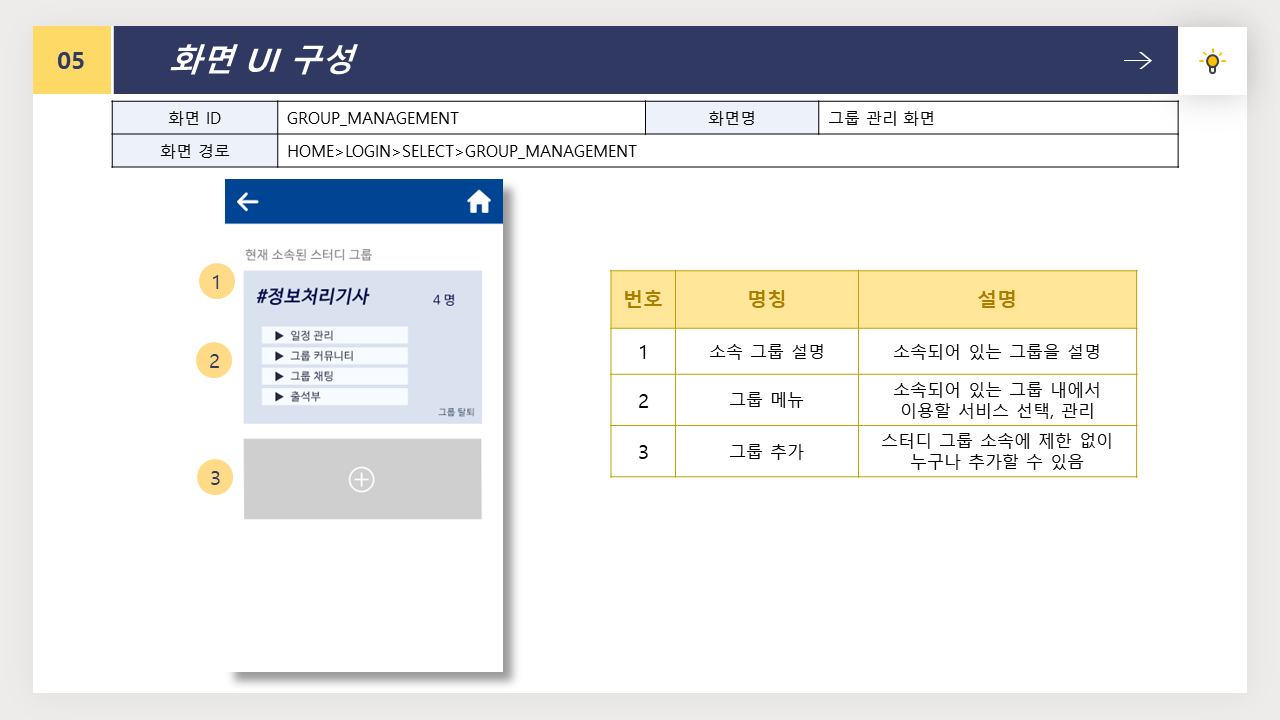 05
화면 UI 구성
화면 ID GROUP_MANAGEMENT 화면명 그룹 관리 화면
화면 경로 HOME>LOGIN>SELECT>GROUP_MANAGEMENT
현재 소속된 스터디 그룹
1
#정보처리기사 4 명
2
▶ 일정 관리
▶ 그룹 커뮤니티
▶ 그룹 채팅
▶ 출석부
그룹 탈퇴
3
번호 명칭 설명
1 소속 그룹 설명 소속되어 있는 그룹을 설명
2 그룹 메뉴 소속되어 있는 그룹 내에서
이용할 서비스 선택, 관리
3 그룹 추가 스터디 그룹 소속에 제한 없이
누구나 추가할 수 있음